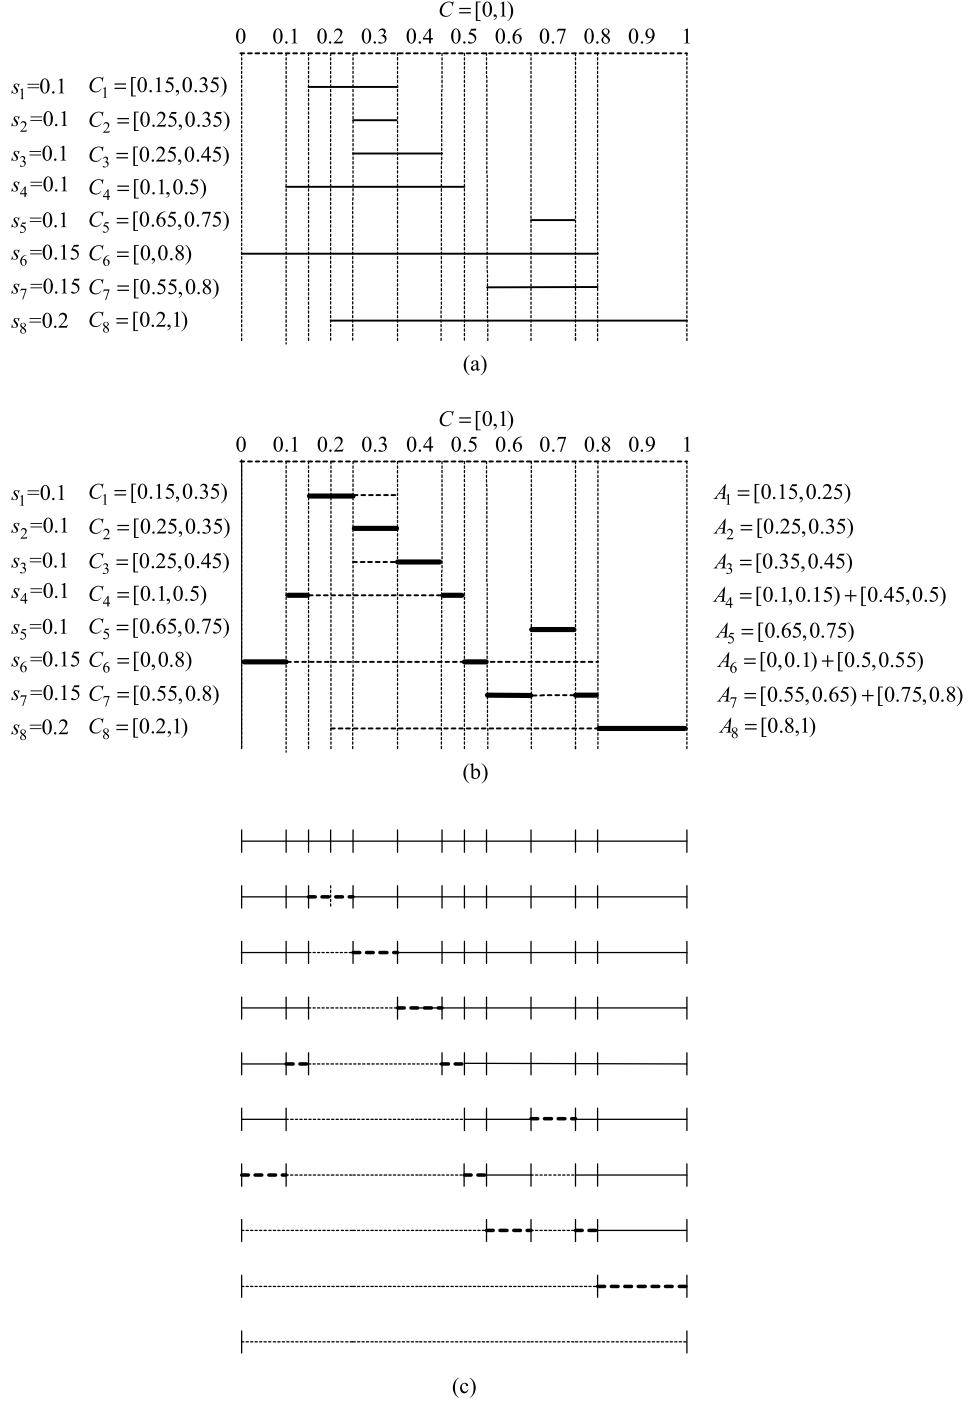 C = [0,1)
0 0.1 0.2 0.3 0.4 0.5 0.6 0.7 0.8 0.9 1
s₁=0.1 C₁ = [0.15,0.35)
s₂=0.1 C₂ = [0.25,0.35)
s₃=0.1 C₃ = [0.25,0.45)
s₄=0.1 C₄ = [0.1,0.5)
s₅=0.1 C₅ = [0.65,0.75)
s₆=0.15 C₆ = [0,0.8)
s₇=0.15 C₇ = [0.55,0.8)
s₈=0.2 C₈ = [0.2,1)
(a)
C = [0,1)
0 0.1 0.2 0.3 0.4 0.5 0.6 0.7 0.8 0.9 1
s₁=0.1 C₁ = [0.15,0.35) A₁ = [0.15,0.25)
s₂=0.1 C₂ = [0.25,0.35) A₂ = [0.25,0.35)
s₃=0.1 C₃ = [0.25,0.45) A₃ = [0.35,0.45)
s₄=0.1 C₄ = [0.1,0.5) A₄ = [0.1,0.15) + [0.45,0.5)
s₅=0.1 C₅ = [0.65,0.75) A₅ = [0.65,0.75)
s₆=0.15 C₆ = [0,0.8) A₆ = [0,0.1) + [0.5,0.55)
s₇=0.15 C₇ = [0.55,0.8) A₇ = [0.55,0.65) + [0.75,0.8)
s₈=0.2 C₈ = [0.2,1) A₈ = [0.8,1)
(b)
(c)